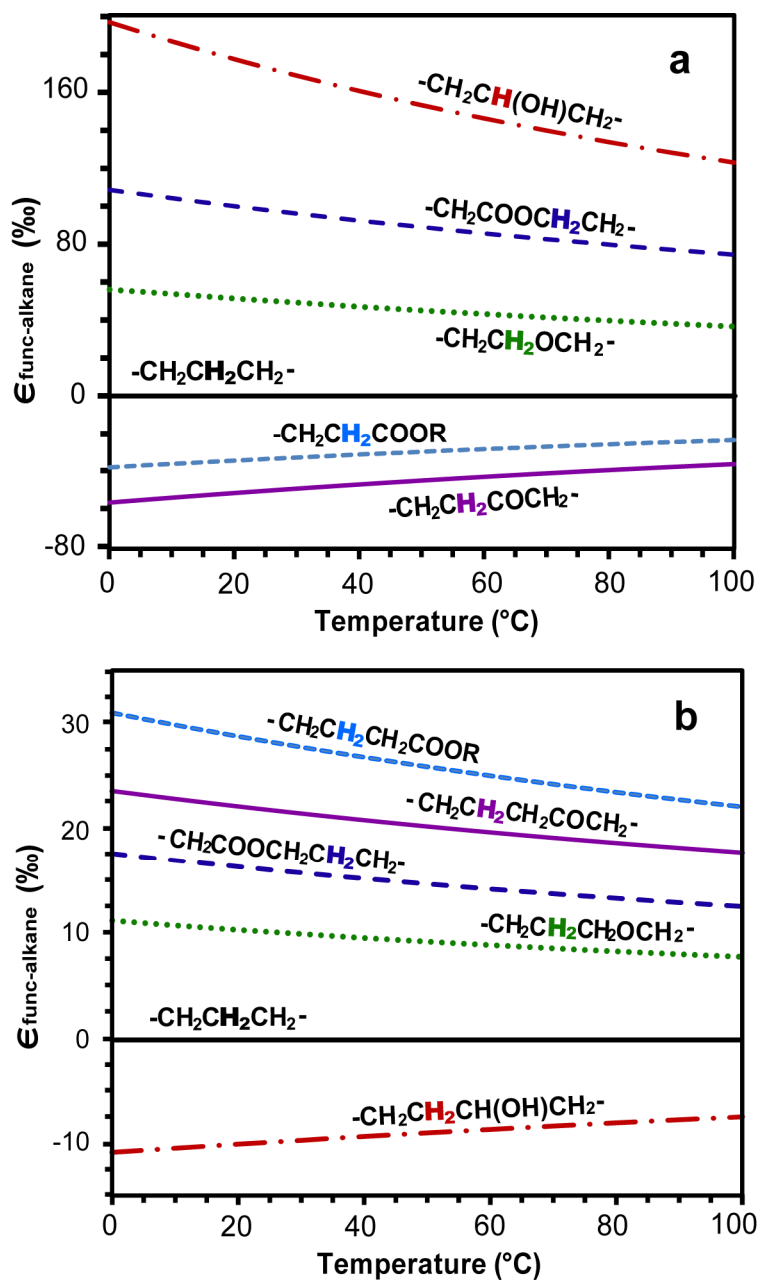 a
160
80
0
-80
ϵfunc-alkane (‰)
-CH₂CH(OH)CH₂-
-CH₂COOCH₂CH₂-
-CH₂CH₂OCH₂-
-CH₂CH₂CH₂-
-CH₂CH₂COOR
-CH₂CH₂COCH₂-
0 20 40 60 80 100
Temperature (°C)
b
30
20
10
0
-10
ϵfunc-alkane (‰)
-CH₂CH₂CH₂COOR
-CH₂CH₂CH₂COCH₂-
-CH₂COOCH₂CH₂CH₂-
-CH₂CH₂CH₂OCH₂-
-CH₂CH₂CH₂-
-CH₂CH₂CH(OH)CH₂-
0 20 40 60 80 100
Temperature (°C)